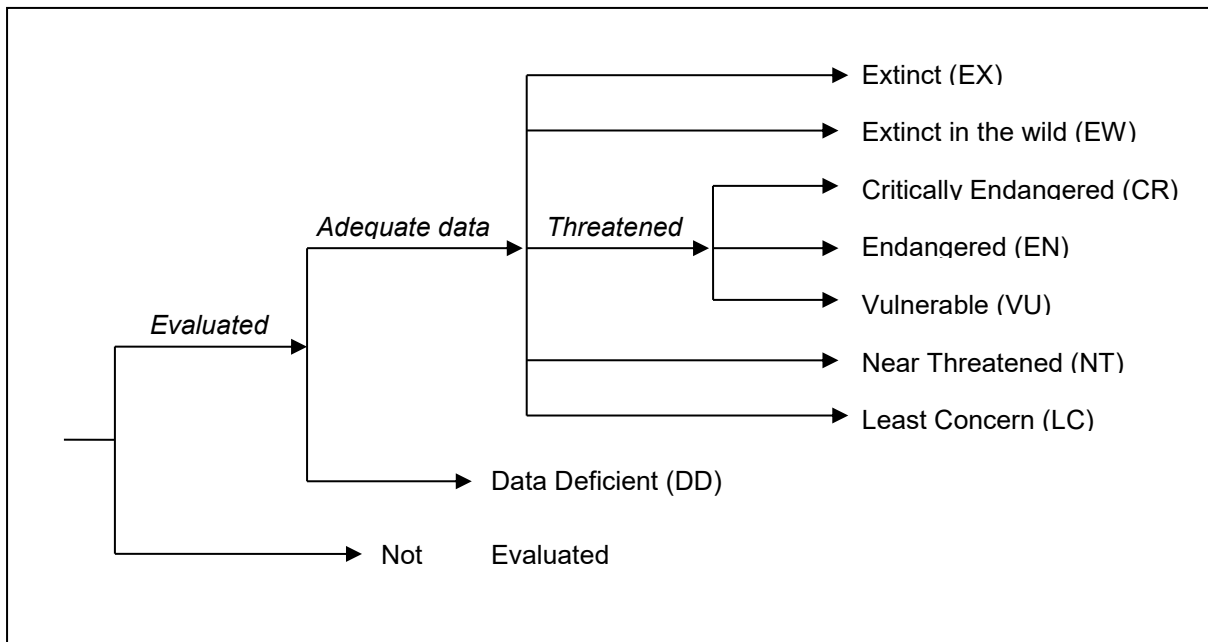 Extinct (EX)
Extinct in the wild (EW)
Critically Endangered (CR)
Adequate data
Threatened
Endangered (EN)
Vulnerable (VU)
Evaluated
Near Threatened (NT)
Least Concern (LC)
Data Deficient (DD)
Not Evaluated